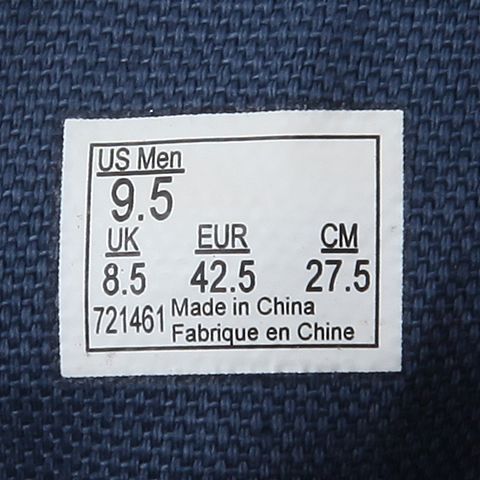 US Men
9.5
UK EUR CM
8.5 42.5 27.5
721461 Made in China
Fabrique en Chine